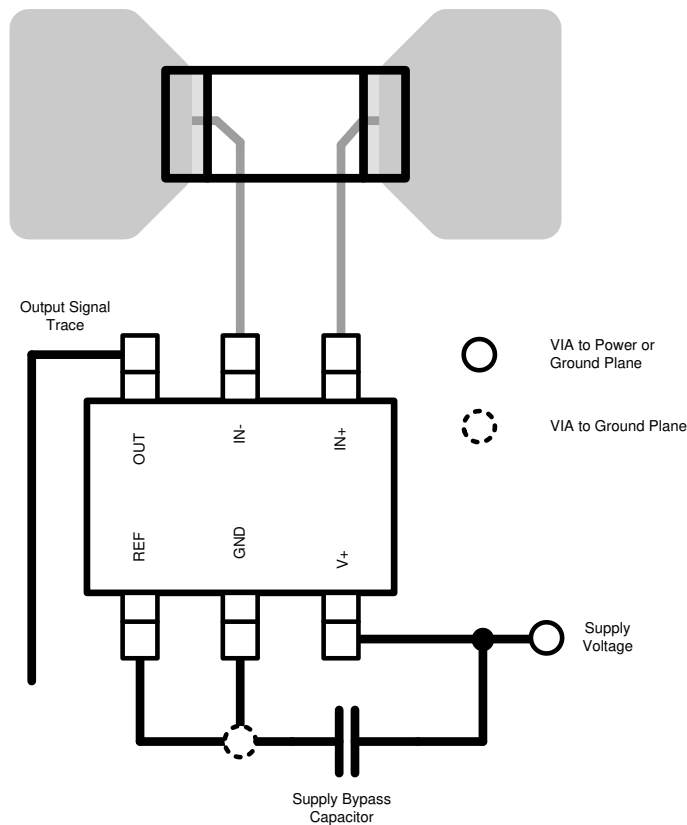 Output Signal
Trace
VIA to Power or
Ground Plane
VIA to Ground Plane
OUT
IN-
IN+
REF
GND
V+
Supply
Voltage
Supply Bypass
Capacitor